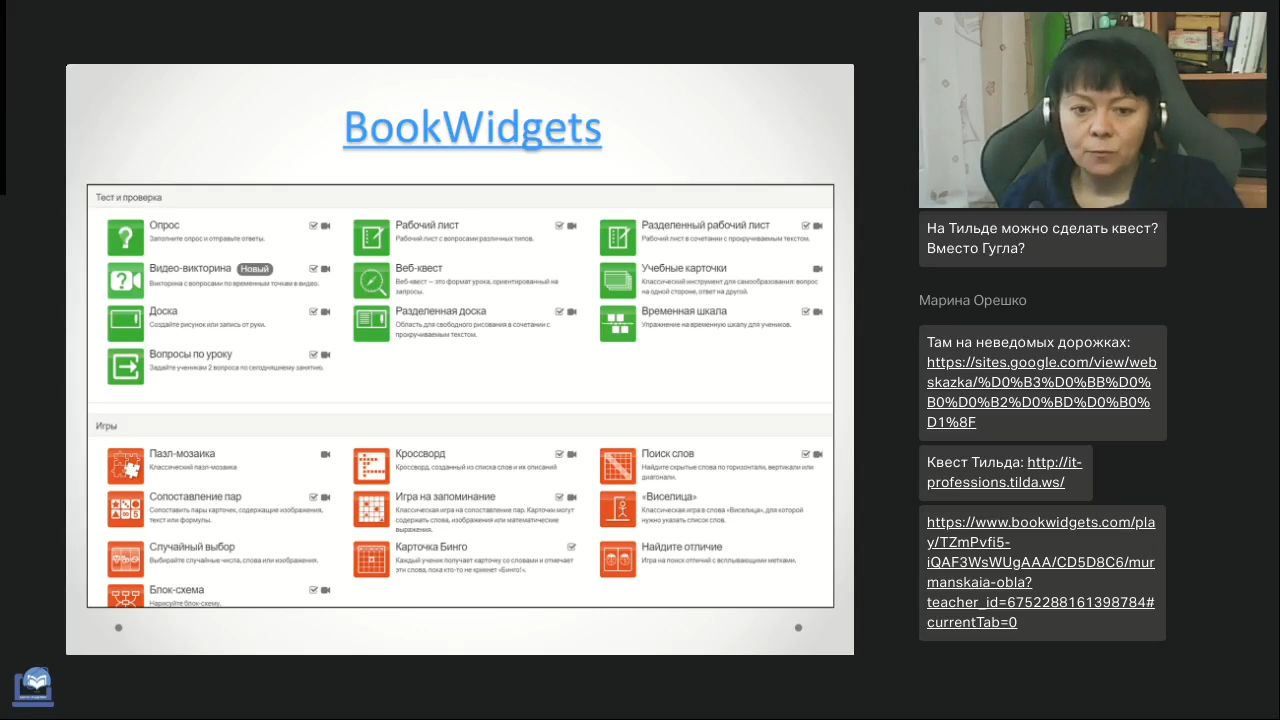 BookWidgets
Тест и проверка
Опрос
Заполните опрос и отправьте ответы.
Рабочий лист
Рабочий лист с вопросами различных типов.
Разделенный рабочий лист
Рабочий лист в сочетании с прокручиваемым текстом.
Видео-викторина Новый
Викторина с вопросами по временным точкам в видео.
Веб-квест
Веб-квест — это формат урока, ориентированный на
запросы.
Учебные карточки
Классический инструмент для самообразования: вопрос
на одной стороне, ответ на другой.
Доска
Создайте рисунок или запись от руки.
Разделенная доска
Область для свободного рисования в сочетании с
прокручиваемым текстом.
Временная шкала
Упражнение на временную шкалу для учеников.
Вопросы по уроку
Задайте ученикам 2 вопроса по сегодняшнему занятию.
Игры
Пазл-мозаика
Классический пазл-мозаика
Кроссворд
Кроссворд, созданный из списка слов и их описаний
Поиск слов
Найдите скрытые слова по горизонтали, вертикали или
диагонали.
Сопоставление пар
Сопоставить пары карточек, содержащие изображения,
текст или формулы.
Игра на запоминание
Классическая игра на сопоставление пар. Карточки могут
содержать слова, изображения или математические
выражения.
«Виселица»
Классическая игра в слова «Виселица», для которой
нужно указать список слов.
Случайный выбор
Выбирайте случайные числа, слова или изображения.
Карточка Бинго
Каждый ученик получает карточку со словами и отмечает
эти слова, пока кто-то не крикнет «Бинго!».
Найдите отличие
Игра на поиск отличий с всплывающими метками.
Блок-схема
Нарисуйте блок-схему.
На Тильде можно сделать квест?
Вместо Гугла?
Марина Орешко
Там на неведомых дорожках:
https://sites.google.com/view/web
skazka/%D0%B3%D0%BB%D0%
B0%D0%B2%D0%BD%D0%B0%
D1%8F
Квест Тильда: http://it-
professions.tilda.ws/
https://www.bookwidgets.com/pla
y/TZmPvfi5-
iQAF3WsWUgAAA/CD5D9C6/mur
manskaia-obla?
teacher_id=6752288161398784#
currentTab=0